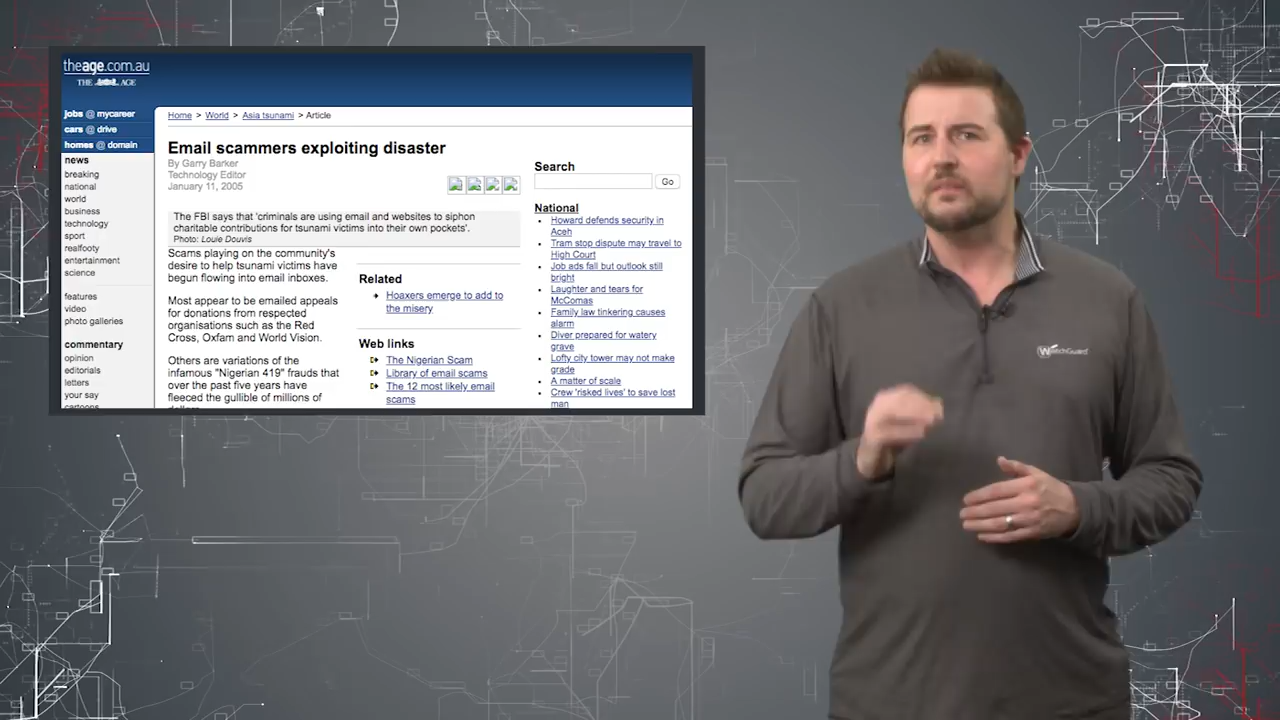 theage.com.au
THE AGE
jobs @ mycareer
cars @ drive
homes @ domain
news
breaking
national
world
business
technology
sport
realfooty
entertainment
science
features
video
photo galleries
commentary
opinion
editorials
letters
your say
cartoons
Home > World > Asia tsunami > Article
Email scammers exploiting disaster
By Garry Barker
Technology Editor
January 11, 2005
The FBI says that 'criminals are using email and websites to siphon
charitable contributions for tsunami victims into their own pockets'.
Photo: Louie Douvis
Scams playing on the community's
desire to help tsunami victims have
begun flowing into email inboxes.
Most appear to be emailed appeals
for donations from respected
organisations such as the Red
Cross, Oxfam and World Vision.
Others are variations of the
infamous "Nigerian 419" frauds that
over the past five years have
fleeced the gullible of millions of
dollars.
Related
Hoaxers emerge to add to
the misery
Web links
The Nigerian Scam
Library of email scams
The 12 most likely email
scams
Search
Go
National
Howard defends security in
Aceh
Tram stop dispute may travel to
High Court
Job ads fall but outlook still
bright
Laughter and tears for
McComas
Family law tinkering causes
alarm
Diver prepared for watery
grave
Lofty city tower may not make
grade
A matter of scale
Crew 'risked lives' to save lost
man
WatchGuard